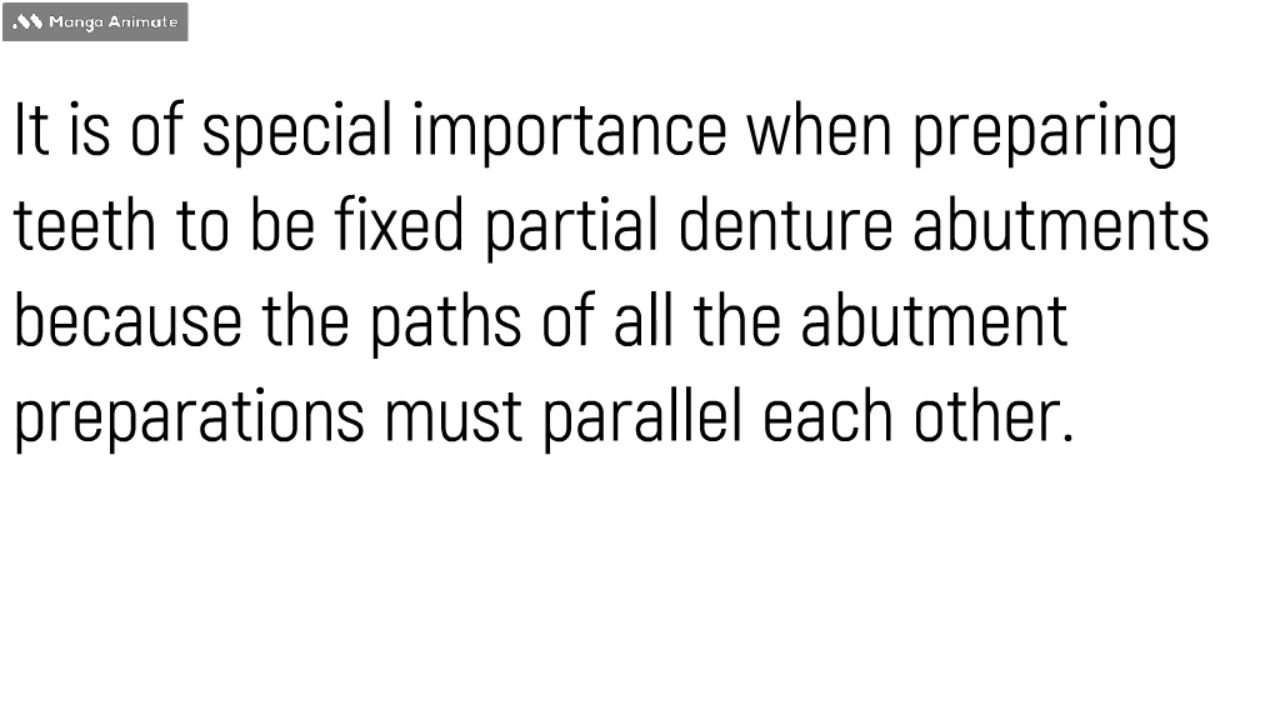 Manga Animate
It is of special importance when preparing
teeth to be fixed partial denture abutments
because the paths of all the abutment
preparations must parallel each other.